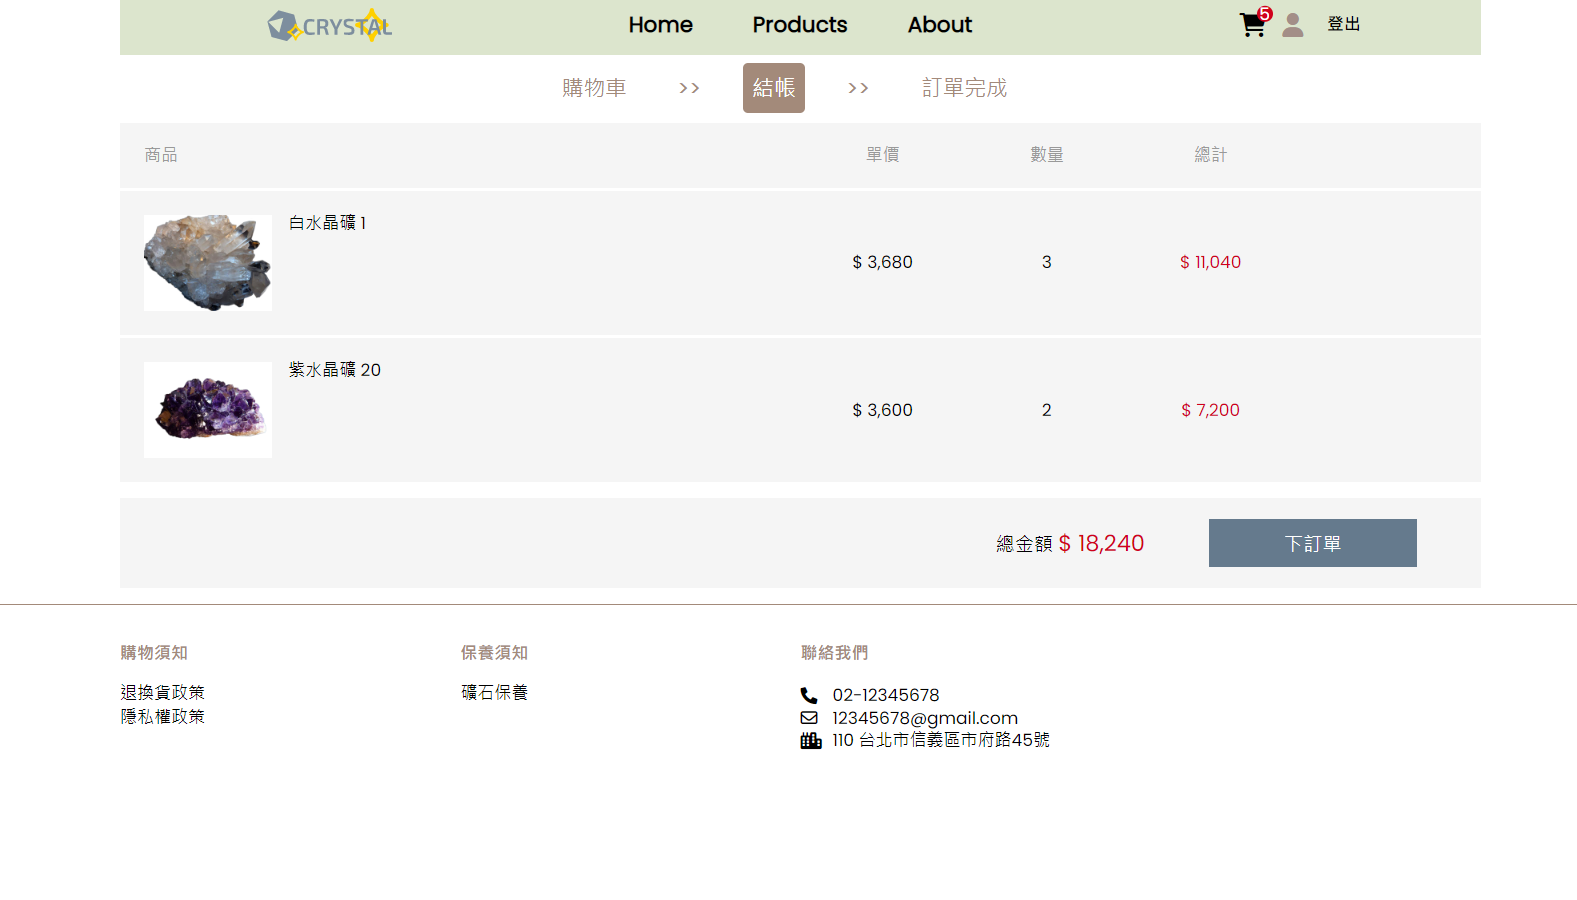 CRYSTAL
Home Products About
5
登出
購物車 >> 結帳 >> 訂單完成
商品 單價 數量 總計
白水晶礦 1
$ 3,680 3 $ 11,040
紫水晶礦 20
$ 3,600 2 $ 7,200
總金額 $ 18,240 下訂單
購物須知
退換貨政策
隱私權政策
保養須知
礦石保養
聯絡我們
02-12345678
12345678@gmail.com
110 台北市信義區市府路45號